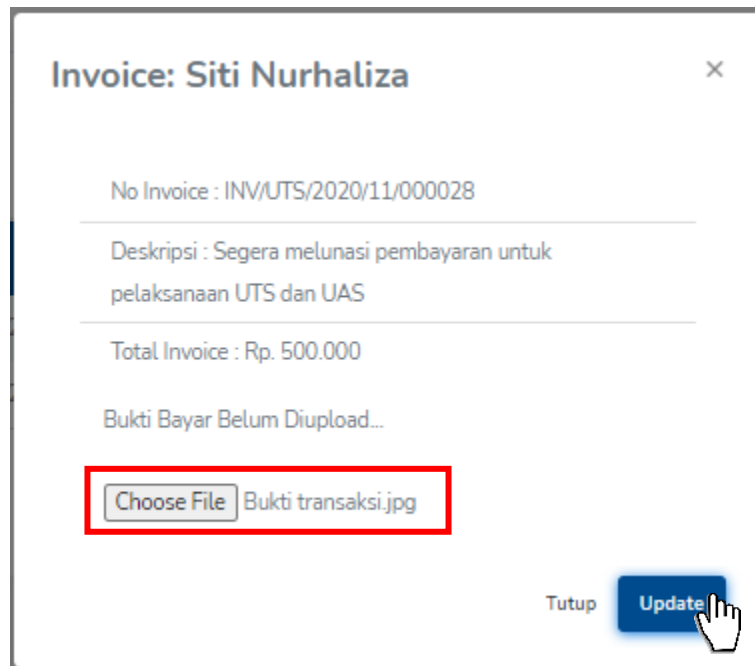 Invoice: Siti Nurhaliza
×
No Invoice : INV/UTS/2020/11/000028
Deskripsi : Segera melunasi pembayaran untuk
pelaksanaan UTS dan UAS
Total Invoice : Rp. 500.000
Bukti Bayar Belum Diupload...
Choose File Bukti transaksi.jpg
Tutup Update